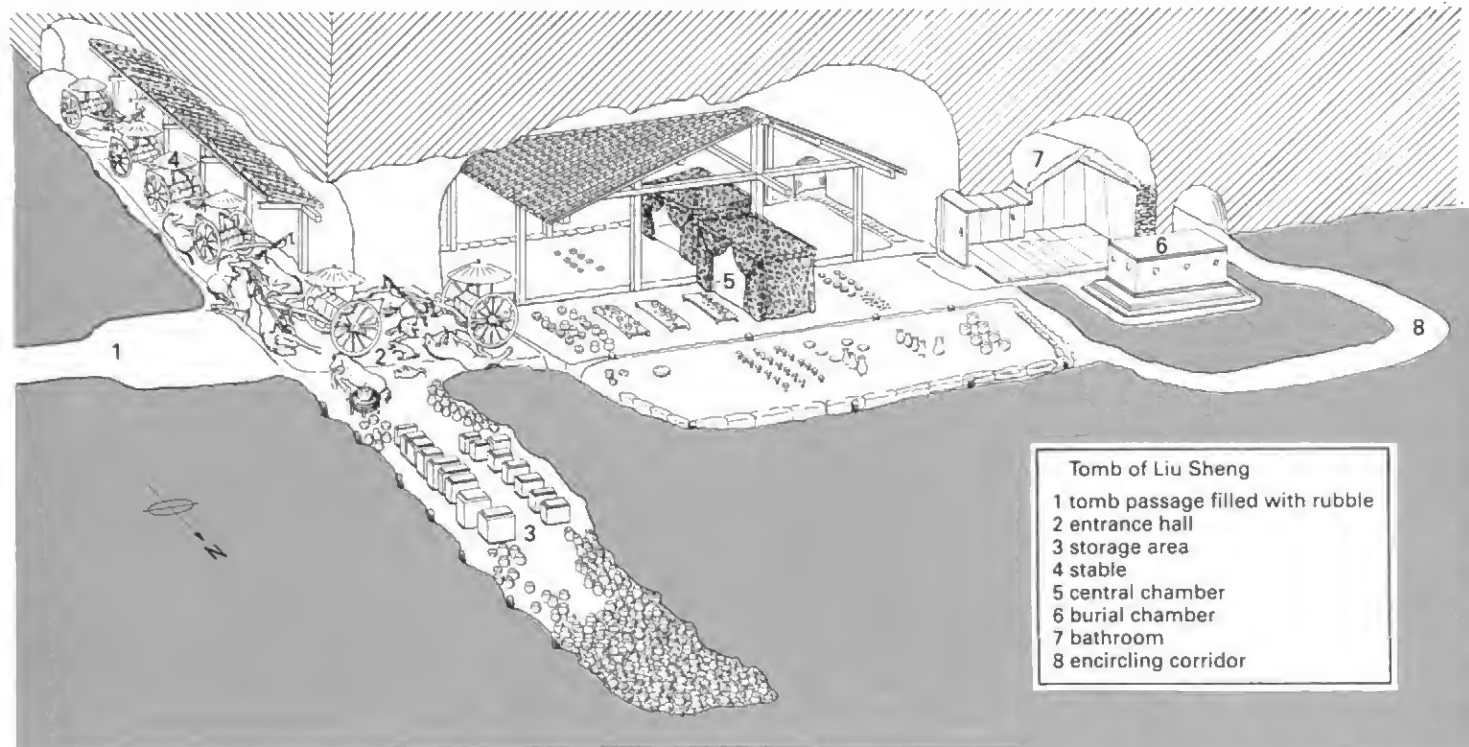 4
7
6
5
8
1
2
3
N
Tomb of Liu Sheng
1 tomb passage filled with rubble
2 entrance hall
3 storage area
4 stable
5 central chamber
6 burial chamber
7 bathroom
8 encircling corridor